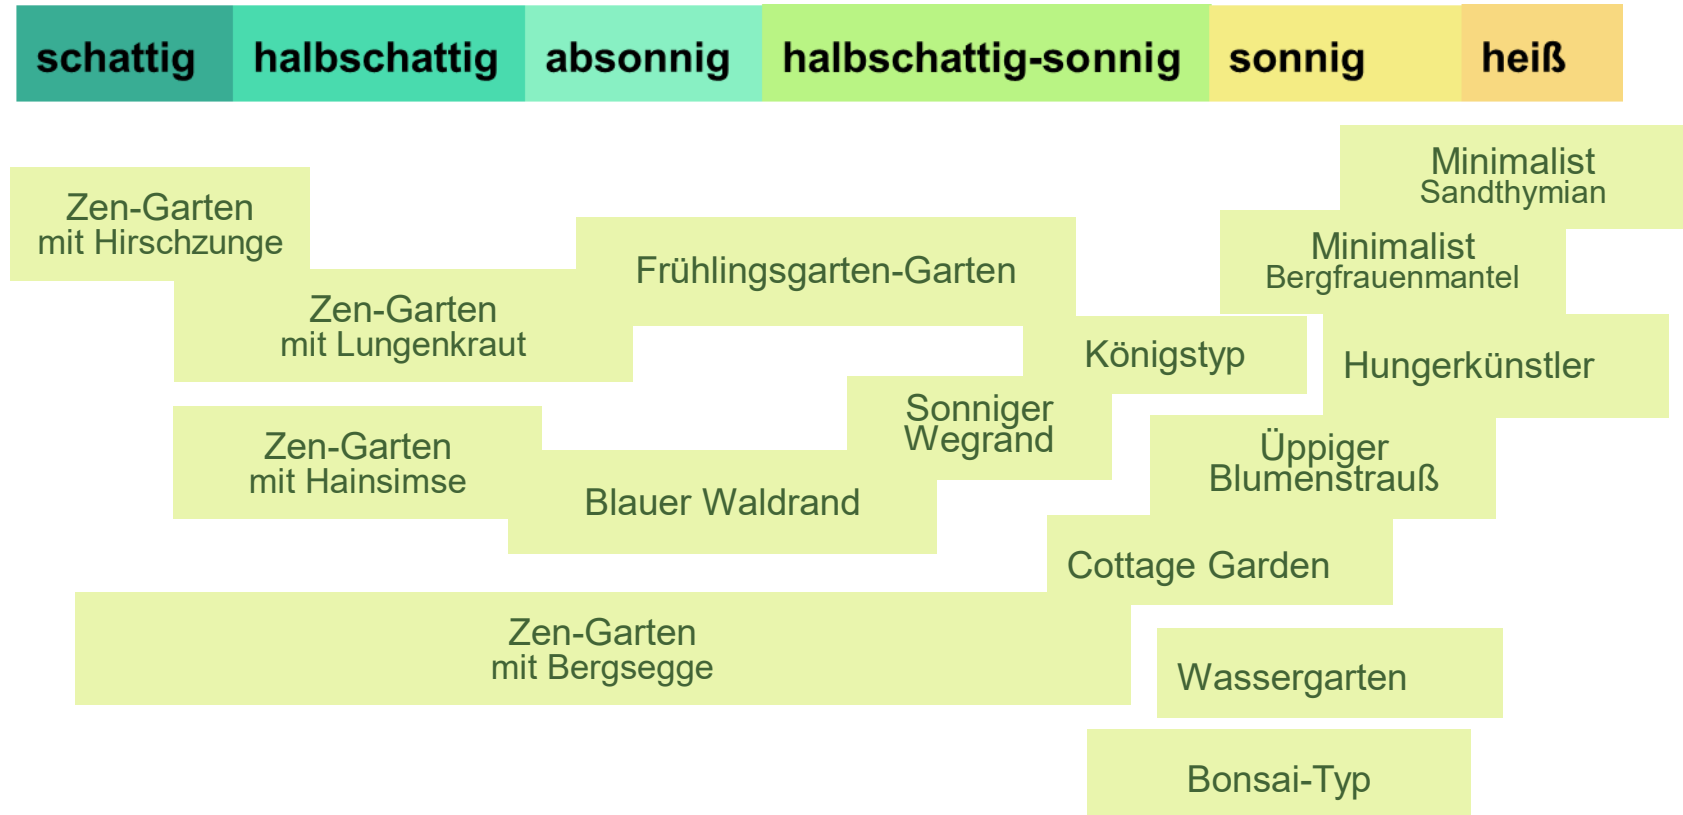 schattig
halbschattig
absonnig
halbschattig-sonnig
sonnig
heiß
Minimalist
Sandthymian
Zen-Garten
mit Hirschzunge
Minimalist
Bergfrauenmantel
Frühlingsgarten-Garten
Zen-Garten
mit Lungenkraut
Königstyp
Hungerkünstler
Sonniger
Wegrand
Zen-Garten
mit Hainsimse
Üppiger
Blumenstrauß
Blauer Waldrand
Cottage Garden
Zen-Garten
mit Bergsegge
Wassergarten
Bonsai-Typ